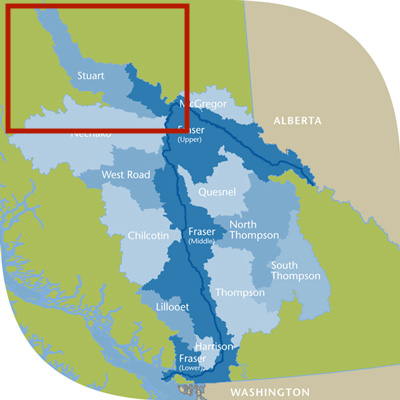 Stuart
McGregor
ALBERTA
Fraser
(Upper)
Nechako
West Road
Quesnel
Chilcotin
Fraser
(Middle)
North
Thompson
South
Thompson
Thompson
Lillooet
Harrison
Fraser
(Lower)
WASHINGTON